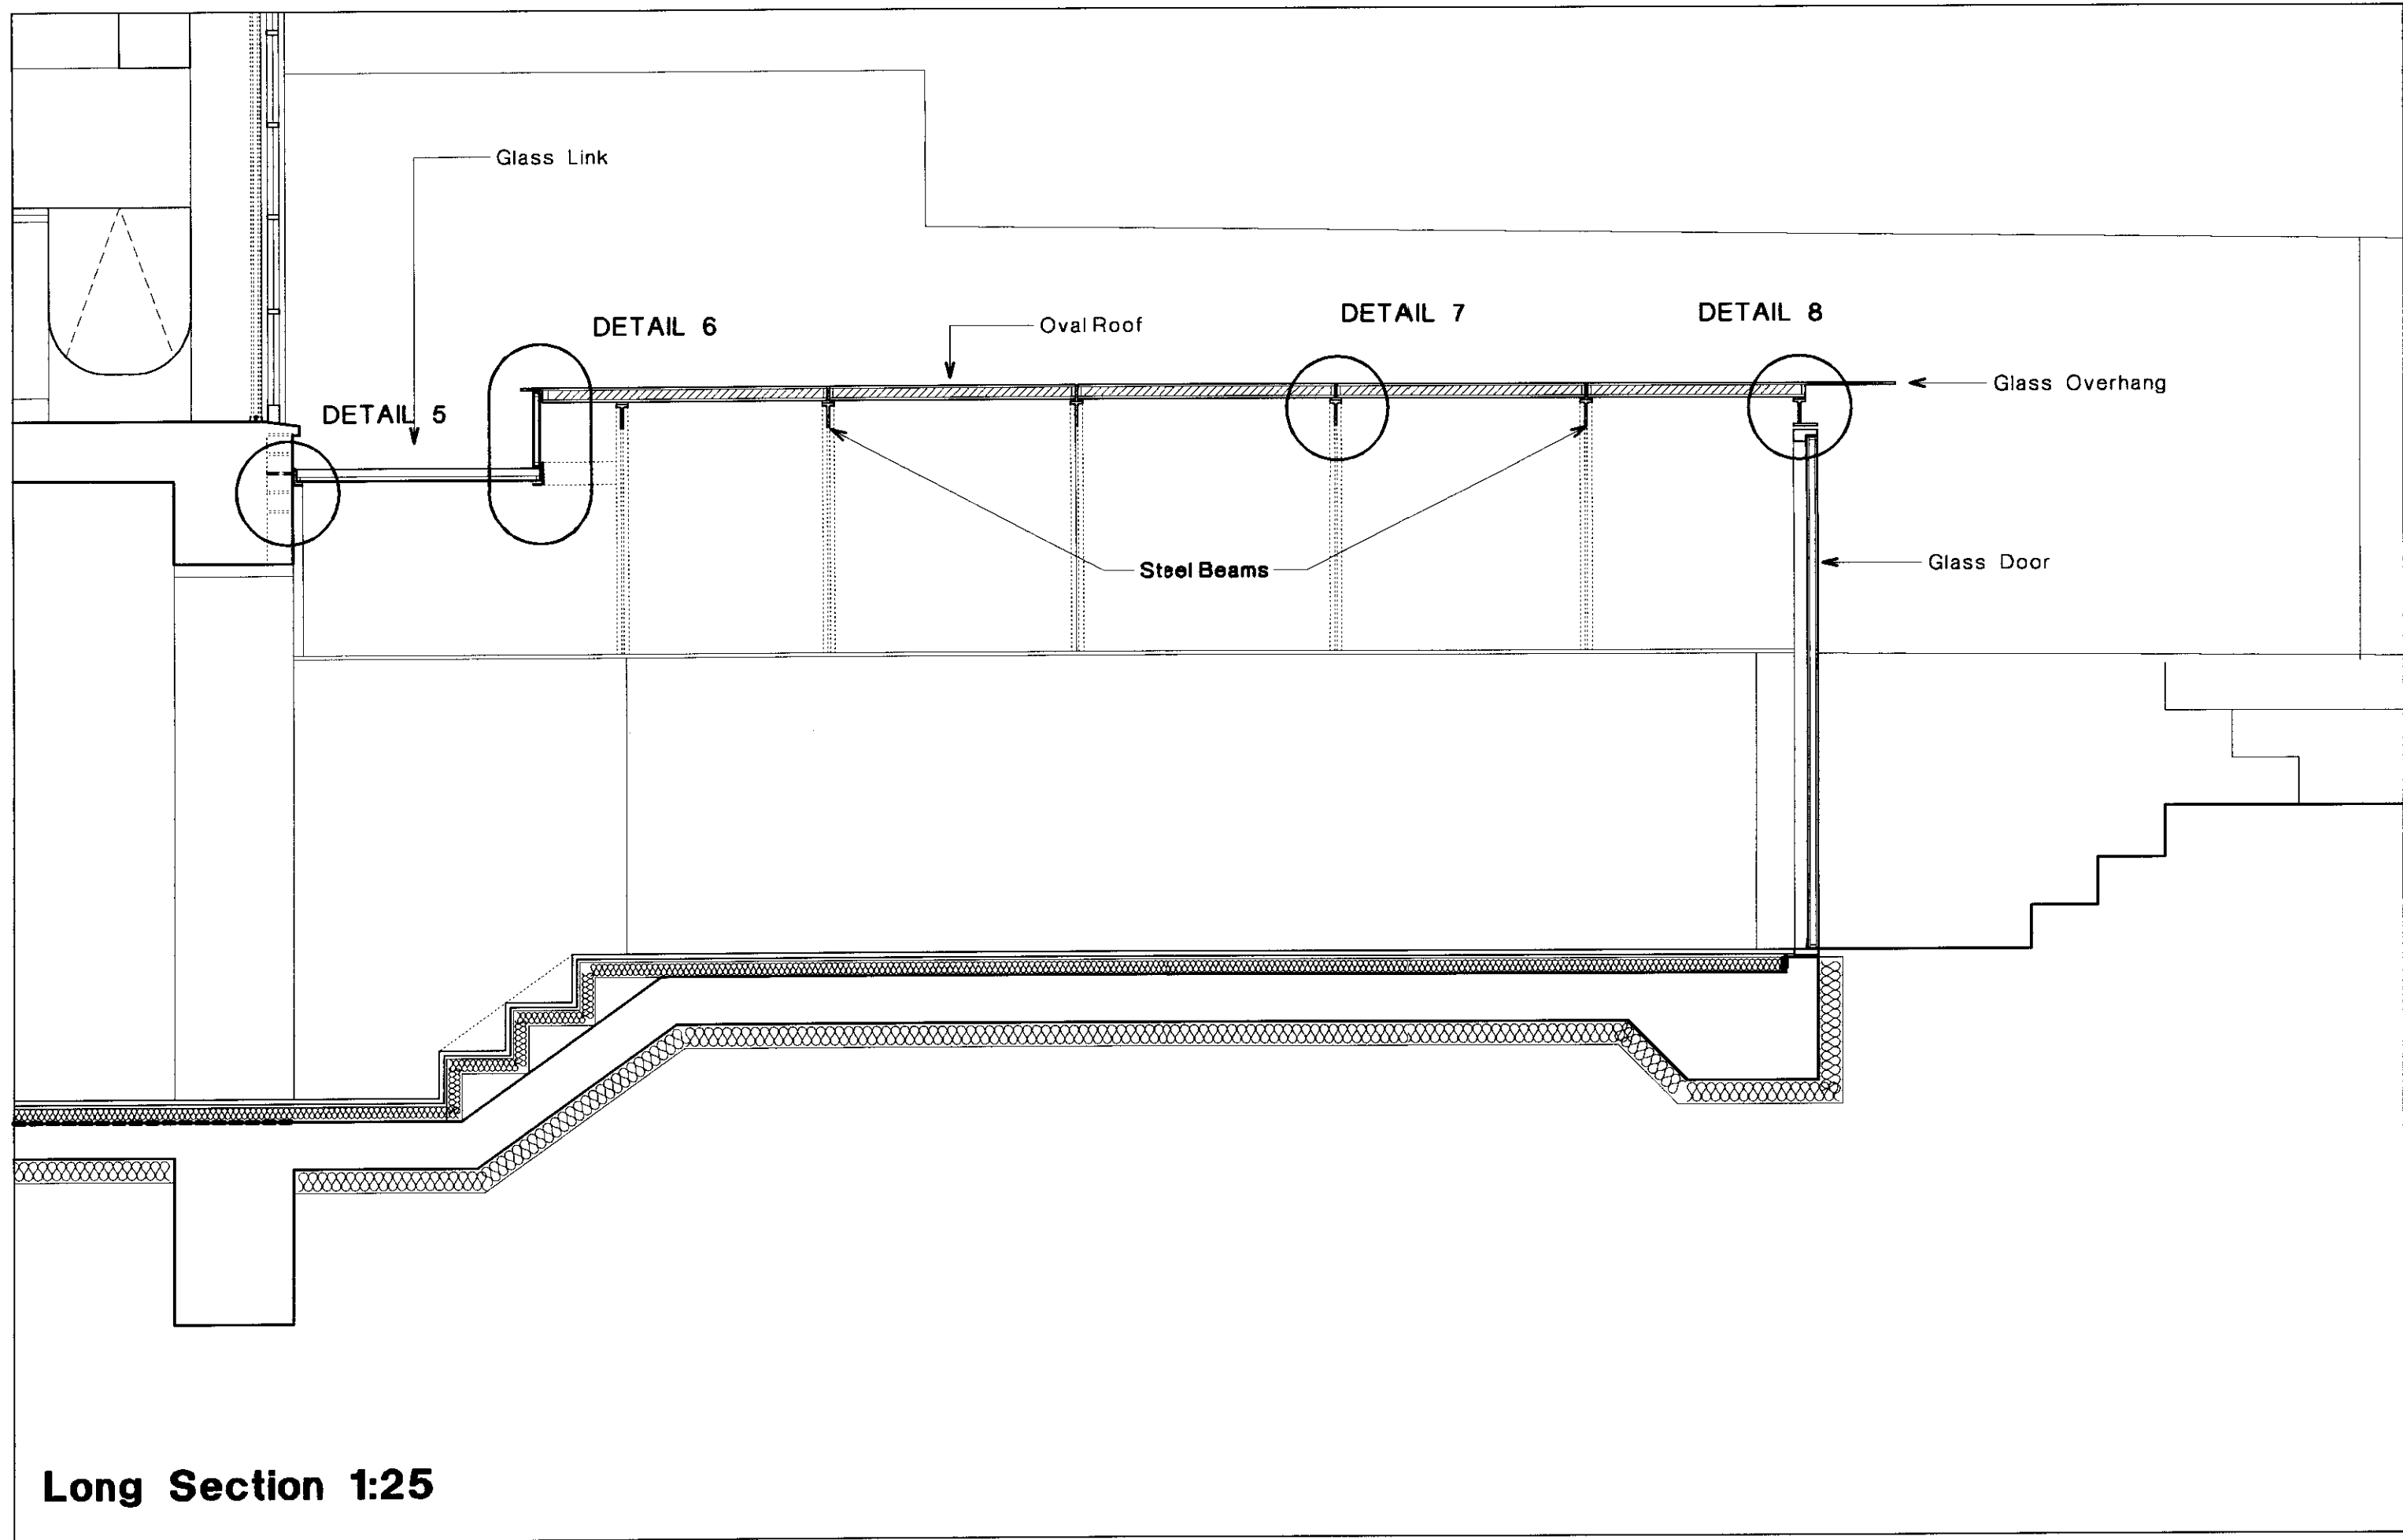 Glass Link
DETAIL 6
Oval Roof
DETAIL 7
DETAIL 8
Glass Overhang
DETAIL 5
Steel Beams
Glass Door
Long Section 1:25